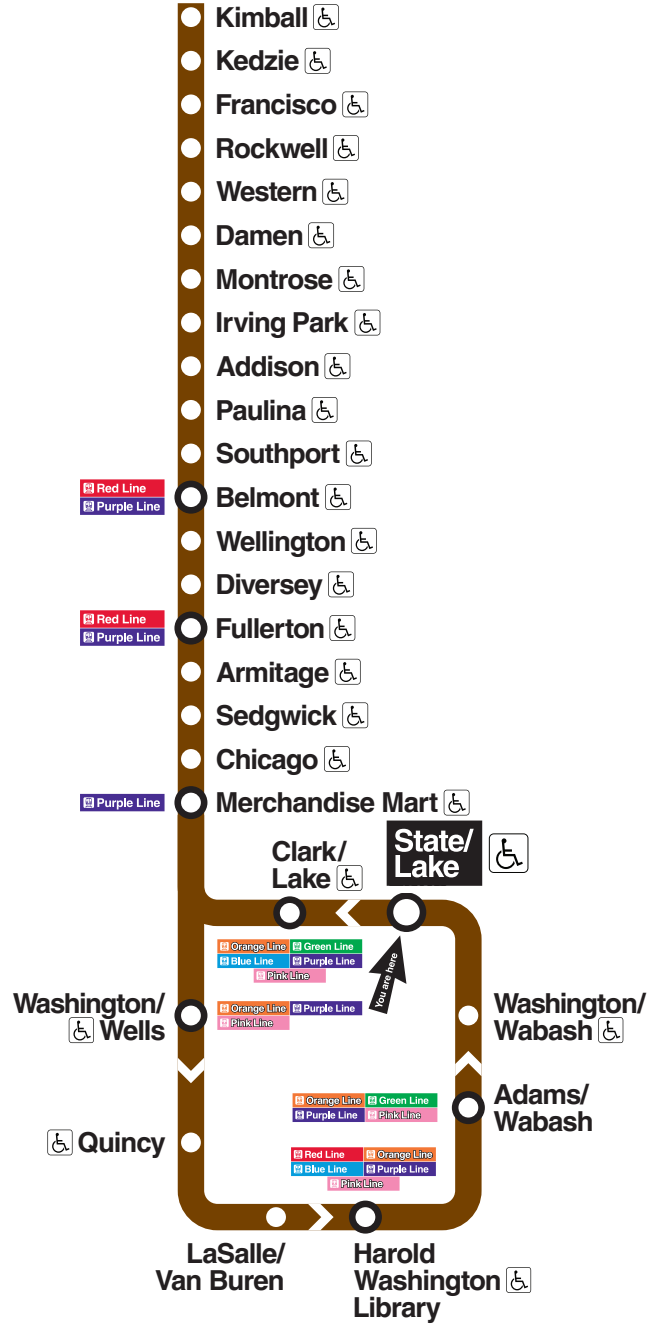 Kimball
Kedzie
Francisco
Rockwell
Western
Damen
Montrose
Irving Park
Addison
Paulina
Southport
Red Line
Purple Line
Belmont
Wellington
Diversey
Red Line
Purple Line
Fullerton
Armitage
Sedgwick
Chicago
Purple Line
Merchandise Mart
Clark/
Lake
State/
Lake
Orange Line Green Line
Blue Line Purple Line
Pink Line
You are here
Washington/
Wells
Orange Line Purple Line
Pink Line
Washington/
Wabash
Orange Line Green Line
Purple Line Pink Line
Adams/
Wabash
Quincy
Red Line Orange Line
Blue Line Purple Line
Pink Line
LaSalle/
Van Buren
Harold
Washington
Library